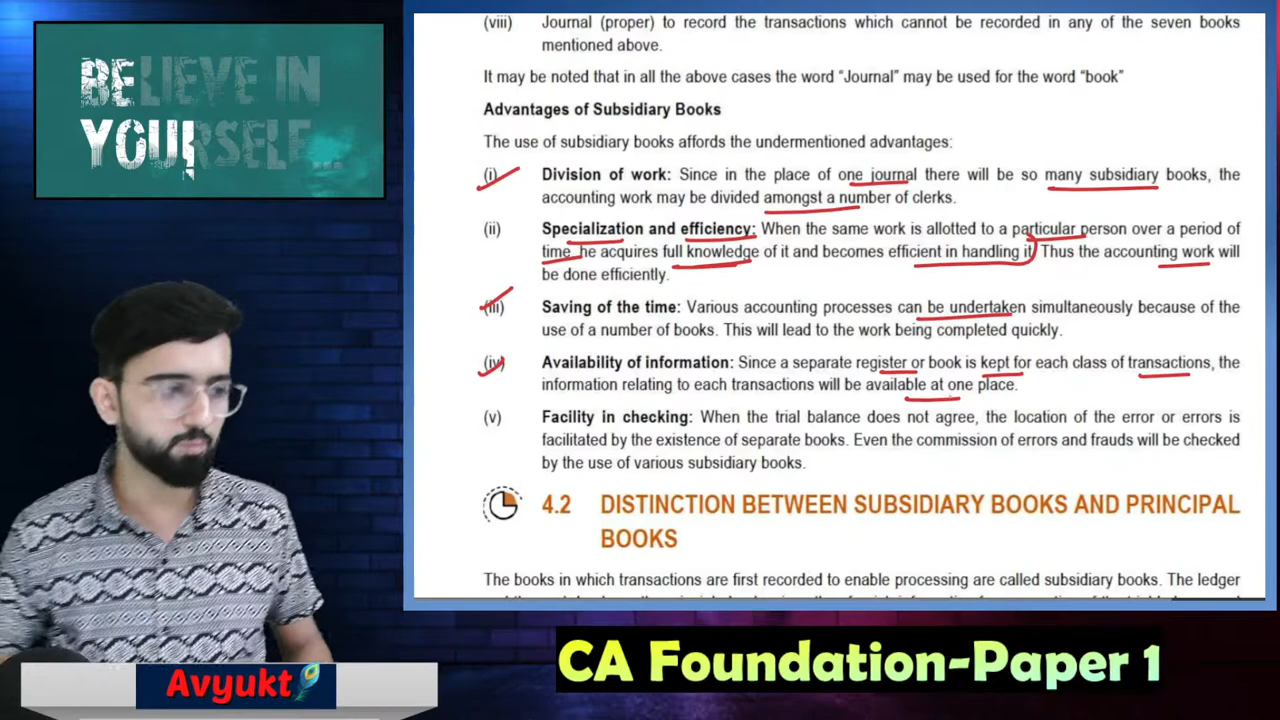 BELIEVE IN
YOURSELF...
(viii) Journal (proper) to record the transactions which cannot be recorded in any of the seven books
mentioned above.
It may be noted that in all the above cases the word “Journal” may be used for the word “book”
Advantages of Subsidiary Books
The use of subsidiary books affords the undermentioned advantages:
(i) Division of work: Since in the place of one journal there will be so many subsidiary books, the
accounting work may be divided amongst a number of clerks.
(ii) Specialization and efficiency: When the same work is allotted to a particular person over a period of
time, he acquires full knowledge of it and becomes efficient in handling it. Thus the accounting work will
be done efficiently.
(iii) Saving of the time: Various accounting processes can be undertaken simultaneously because of the
use of a number of books. This will lead to the work being completed quickly.
(iv) Availability of information: Since a separate register or book is kept for each class of transactions, the
information relating to each transactions will be available at one place.
(v) Facility in checking: When the trial balance does not agree, the location of the error or errors is
facilitated by the existence of separate books. Even the commission of errors and frauds will be checked
by the use of various subsidiary books.
4.2 DISTINCTION BETWEEN SUBSIDIARY BOOKS AND PRINCIPAL
BOOKS
The books in which transactions are first recorded to enable processing are called subsidiary books. The ledger
Avyukt
CA Foundation-Paper 1